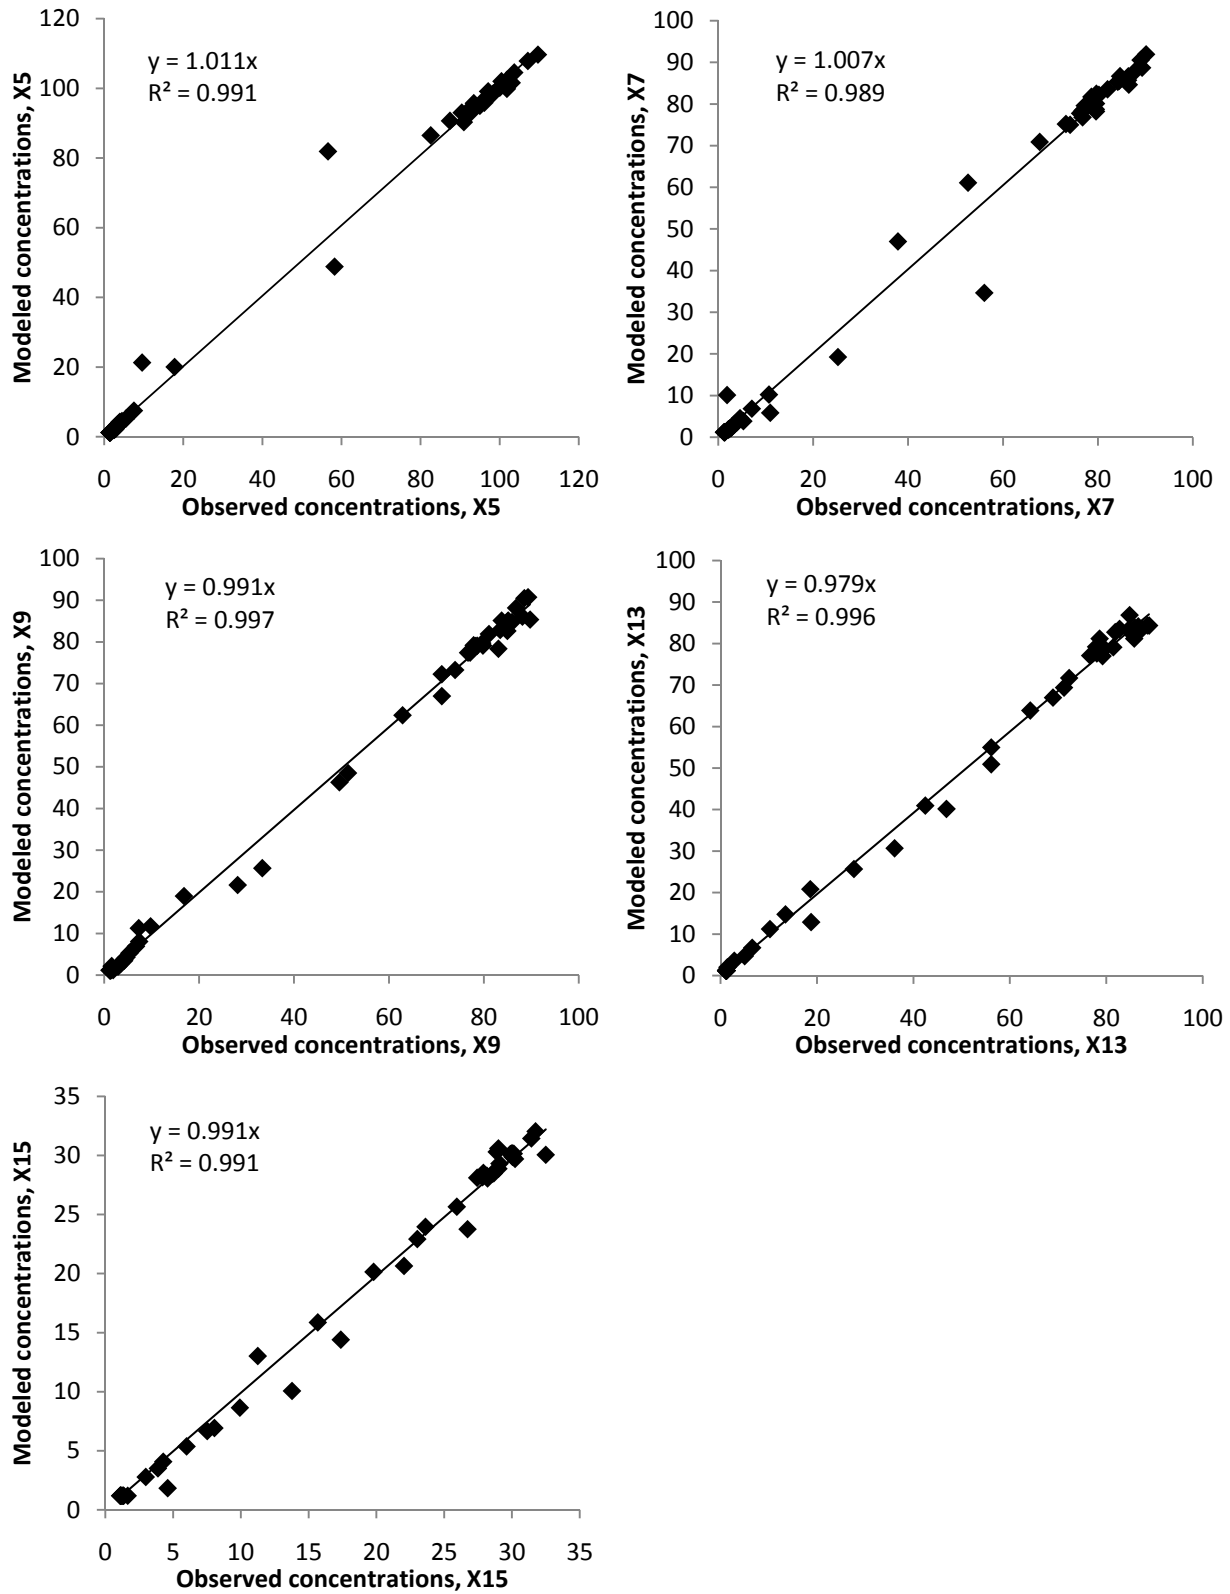 Modeled concentrations, X5
y = 1.011x
R² = 0.991
120
100
80
60
40
20
0
0 20 40 60 80 100 120
Observed concentrations, X5
Modeled concentrations, X7
y = 1.007x
R² = 0.989
100
90
80
70
60
50
40
30
20
10
0
0 20 40 60 80 100
Observed concentrations, X7
Modeled concentrations, X9
y = 0.991x
R² = 0.997
100
90
80
70
60
50
40
30
20
10
0
0 20 40 60 80 100
Observed concentrations, X9
Modeled concentrations, X13
y = 0.979x
R² = 0.996
100
90
80
70
60
50
40
30
20
10
0
0 20 40 60 80 100
Observed concentrations, X13
Modeled concentrations, X15
y = 0.991x
R² = 0.991
35
30
25
20
15
10
5
0
0 5 10 15 20 25 30 35
Observed concentrations, X15